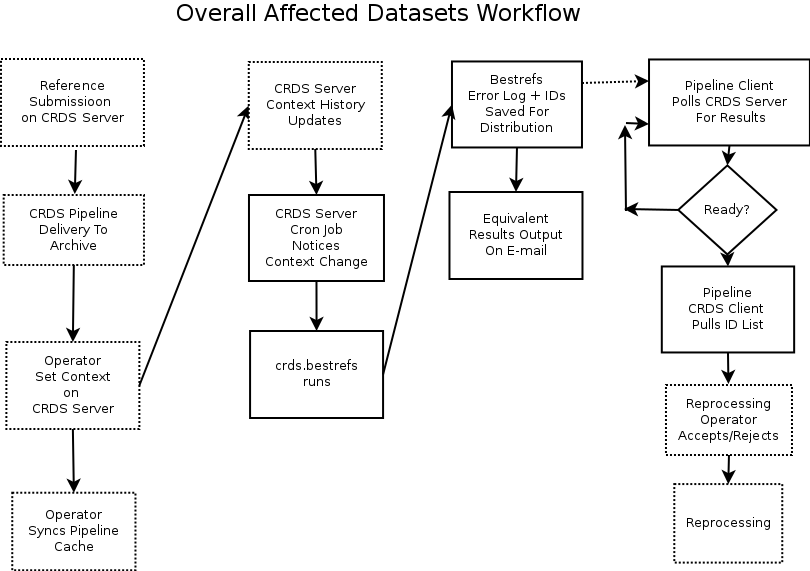 Overall Affected Datasets Workflow
Reference
Submissioon
on CRDS Server
CRDS Pipeline
Delivery To
Archive
Operator
Set Context
on
CRDS Server
Operator
Syncs Pipeline
Cache
CRDS Server
Context History
Updates
CRDS Server
Cron Job
Notices
Context Change
crds.bestrefs
runs
Bestrefs
Error Log + IDs
Saved For
Distribution
Equivalent
Results Output
On E-mail
Pipeline Client
Polls CRDS Server
For Results
Ready?
Pipeline
CRDS Client
Pulls ID List
Reprocessing
Operator
Accepts/Rejects
Reprocessing